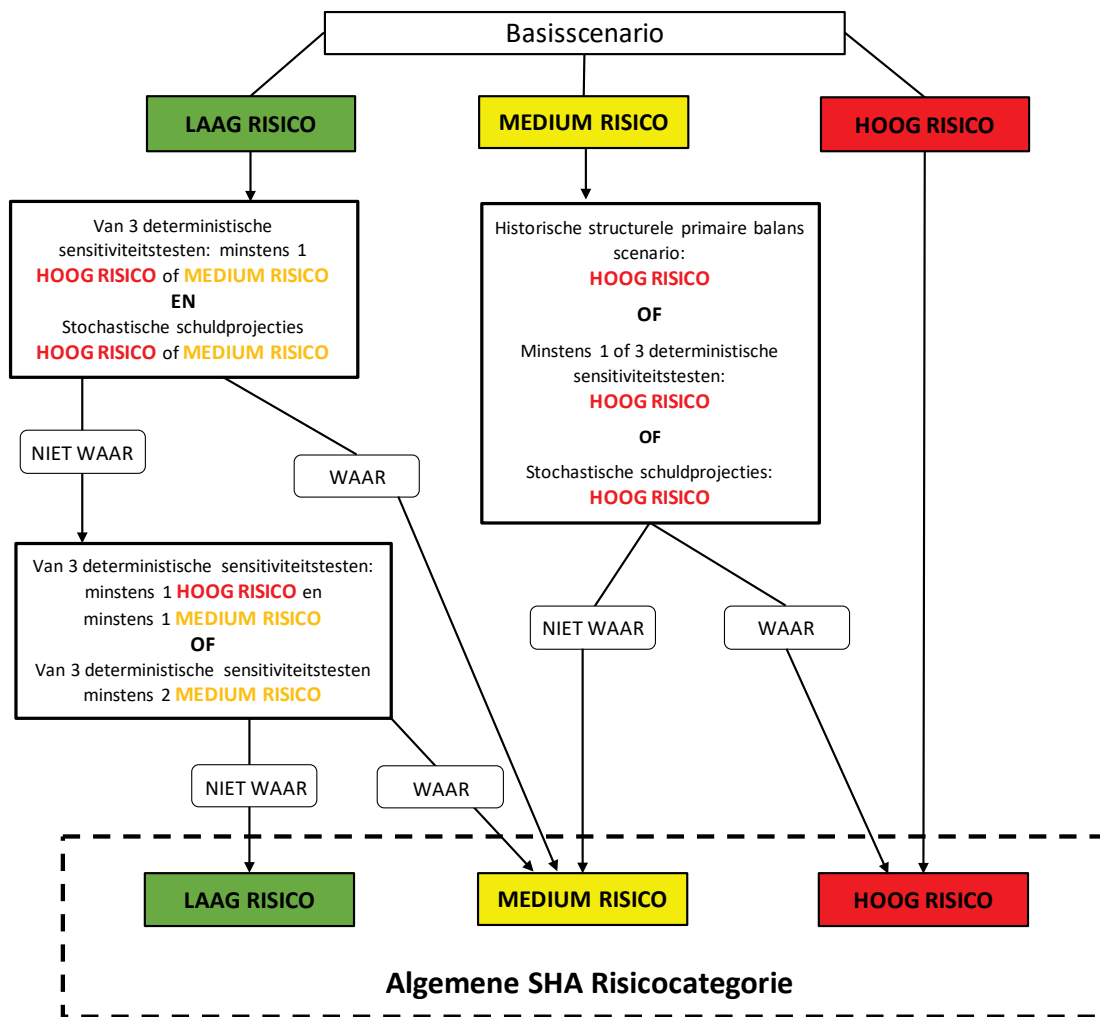 Basisscenario
LAAG RISICO
MEDIUM RISICO
HOOG RISICO
Van 3 deterministische
sensitiviteitstesten: minstens 1
HOOG RISICO of MEDIUM RISICO
EN
Stochastische schuldprojecties
HOOG RISICO of MEDIUM RISICO
Historische structurele primaire balans
scenario:
HOOG RISICO
OF
Minstens 1 of 3 deterministische
sensitiviteitstesten:
HOOG RISICO
OF
Stochastische schuldprojecties:
HOOG RISICO
NIET WAAR
WAAR
Van 3 deterministische sensitiviteitstesten:
minstens 1 HOOG RISICO en
minstens 1 MEDIUM RISICO
OF
Van 3 deterministische sensitiviteitstesten
minstens 2 MEDIUM RISICO
NIET WAAR
WAAR
NIET WAAR
WAAR
LAAG RISICO
MEDIUM RISICO
HOOG RISICO
Algemene SHA Risicocategorie